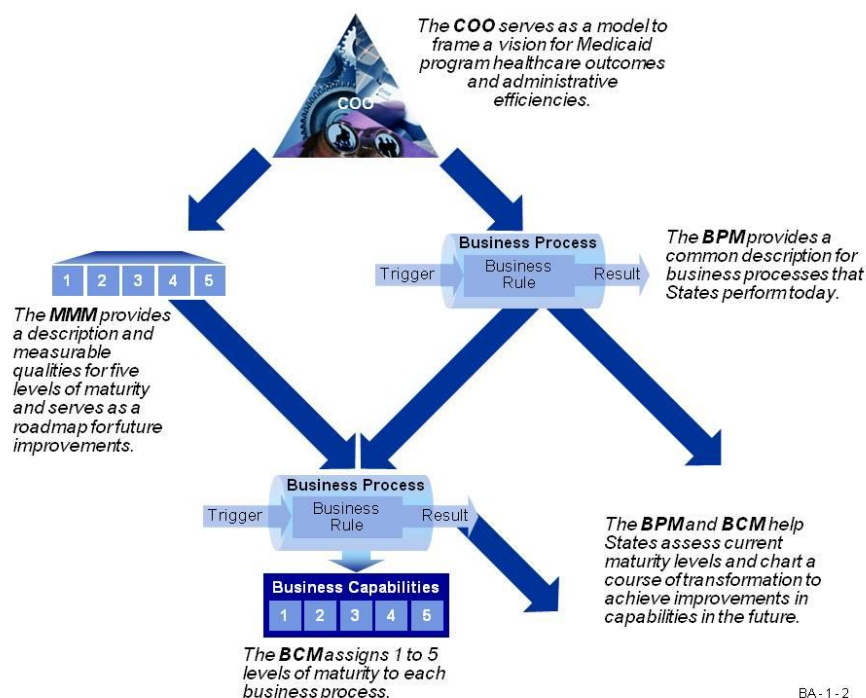 The COO serves as a model to
frame a vision for Medicaid
program healthcare outcomes
and administrative
efficiencies.
COO
1 2 3 4 5
The MMM provides
a description and
measurable
qualities for five
levels of maturity
and serves as a
roadmap for future
improvements.
Business Process
Trigger
Business
Rule
Result
The BPM provides a
common description for
business processes that
States perform today.
Business Process
Trigger
Business
Rule
Result
Business Capabilities
1 2 3 4 5
The BCM assigns 1 to 5
levels of maturity to each
business process.
The BPM and BCM help
States assess current
maturity levels and chart a
course of transformation to
achieve improvements in
capabilities in the future.
BA - 1 - 2